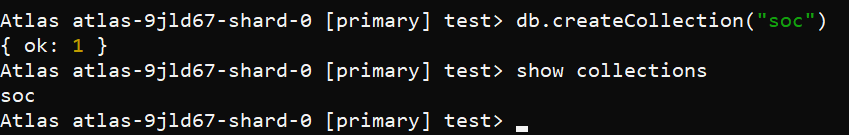 Atlas atlas-9jld67-shard-0 [primary] test> db.createCollection("soc")
{ ok: 1 }
Atlas atlas-9jld67-shard-0 [primary] test> show collections
soc
Atlas atlas-9jld67-shard-0 [primary] test>